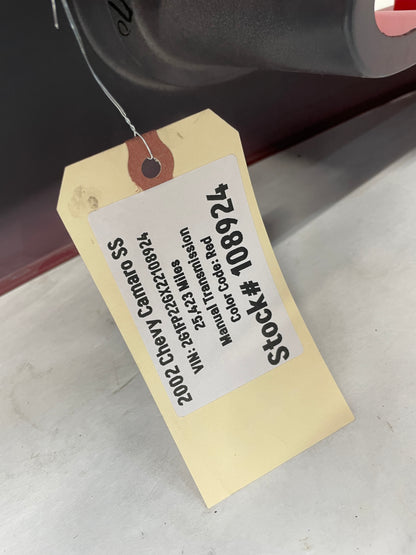 2002 Chevy Camaro SS
VIN: 2G1FP22G122108924
25,423 Miles
Manual Transmission
Color Code: Red
Stock# 108924